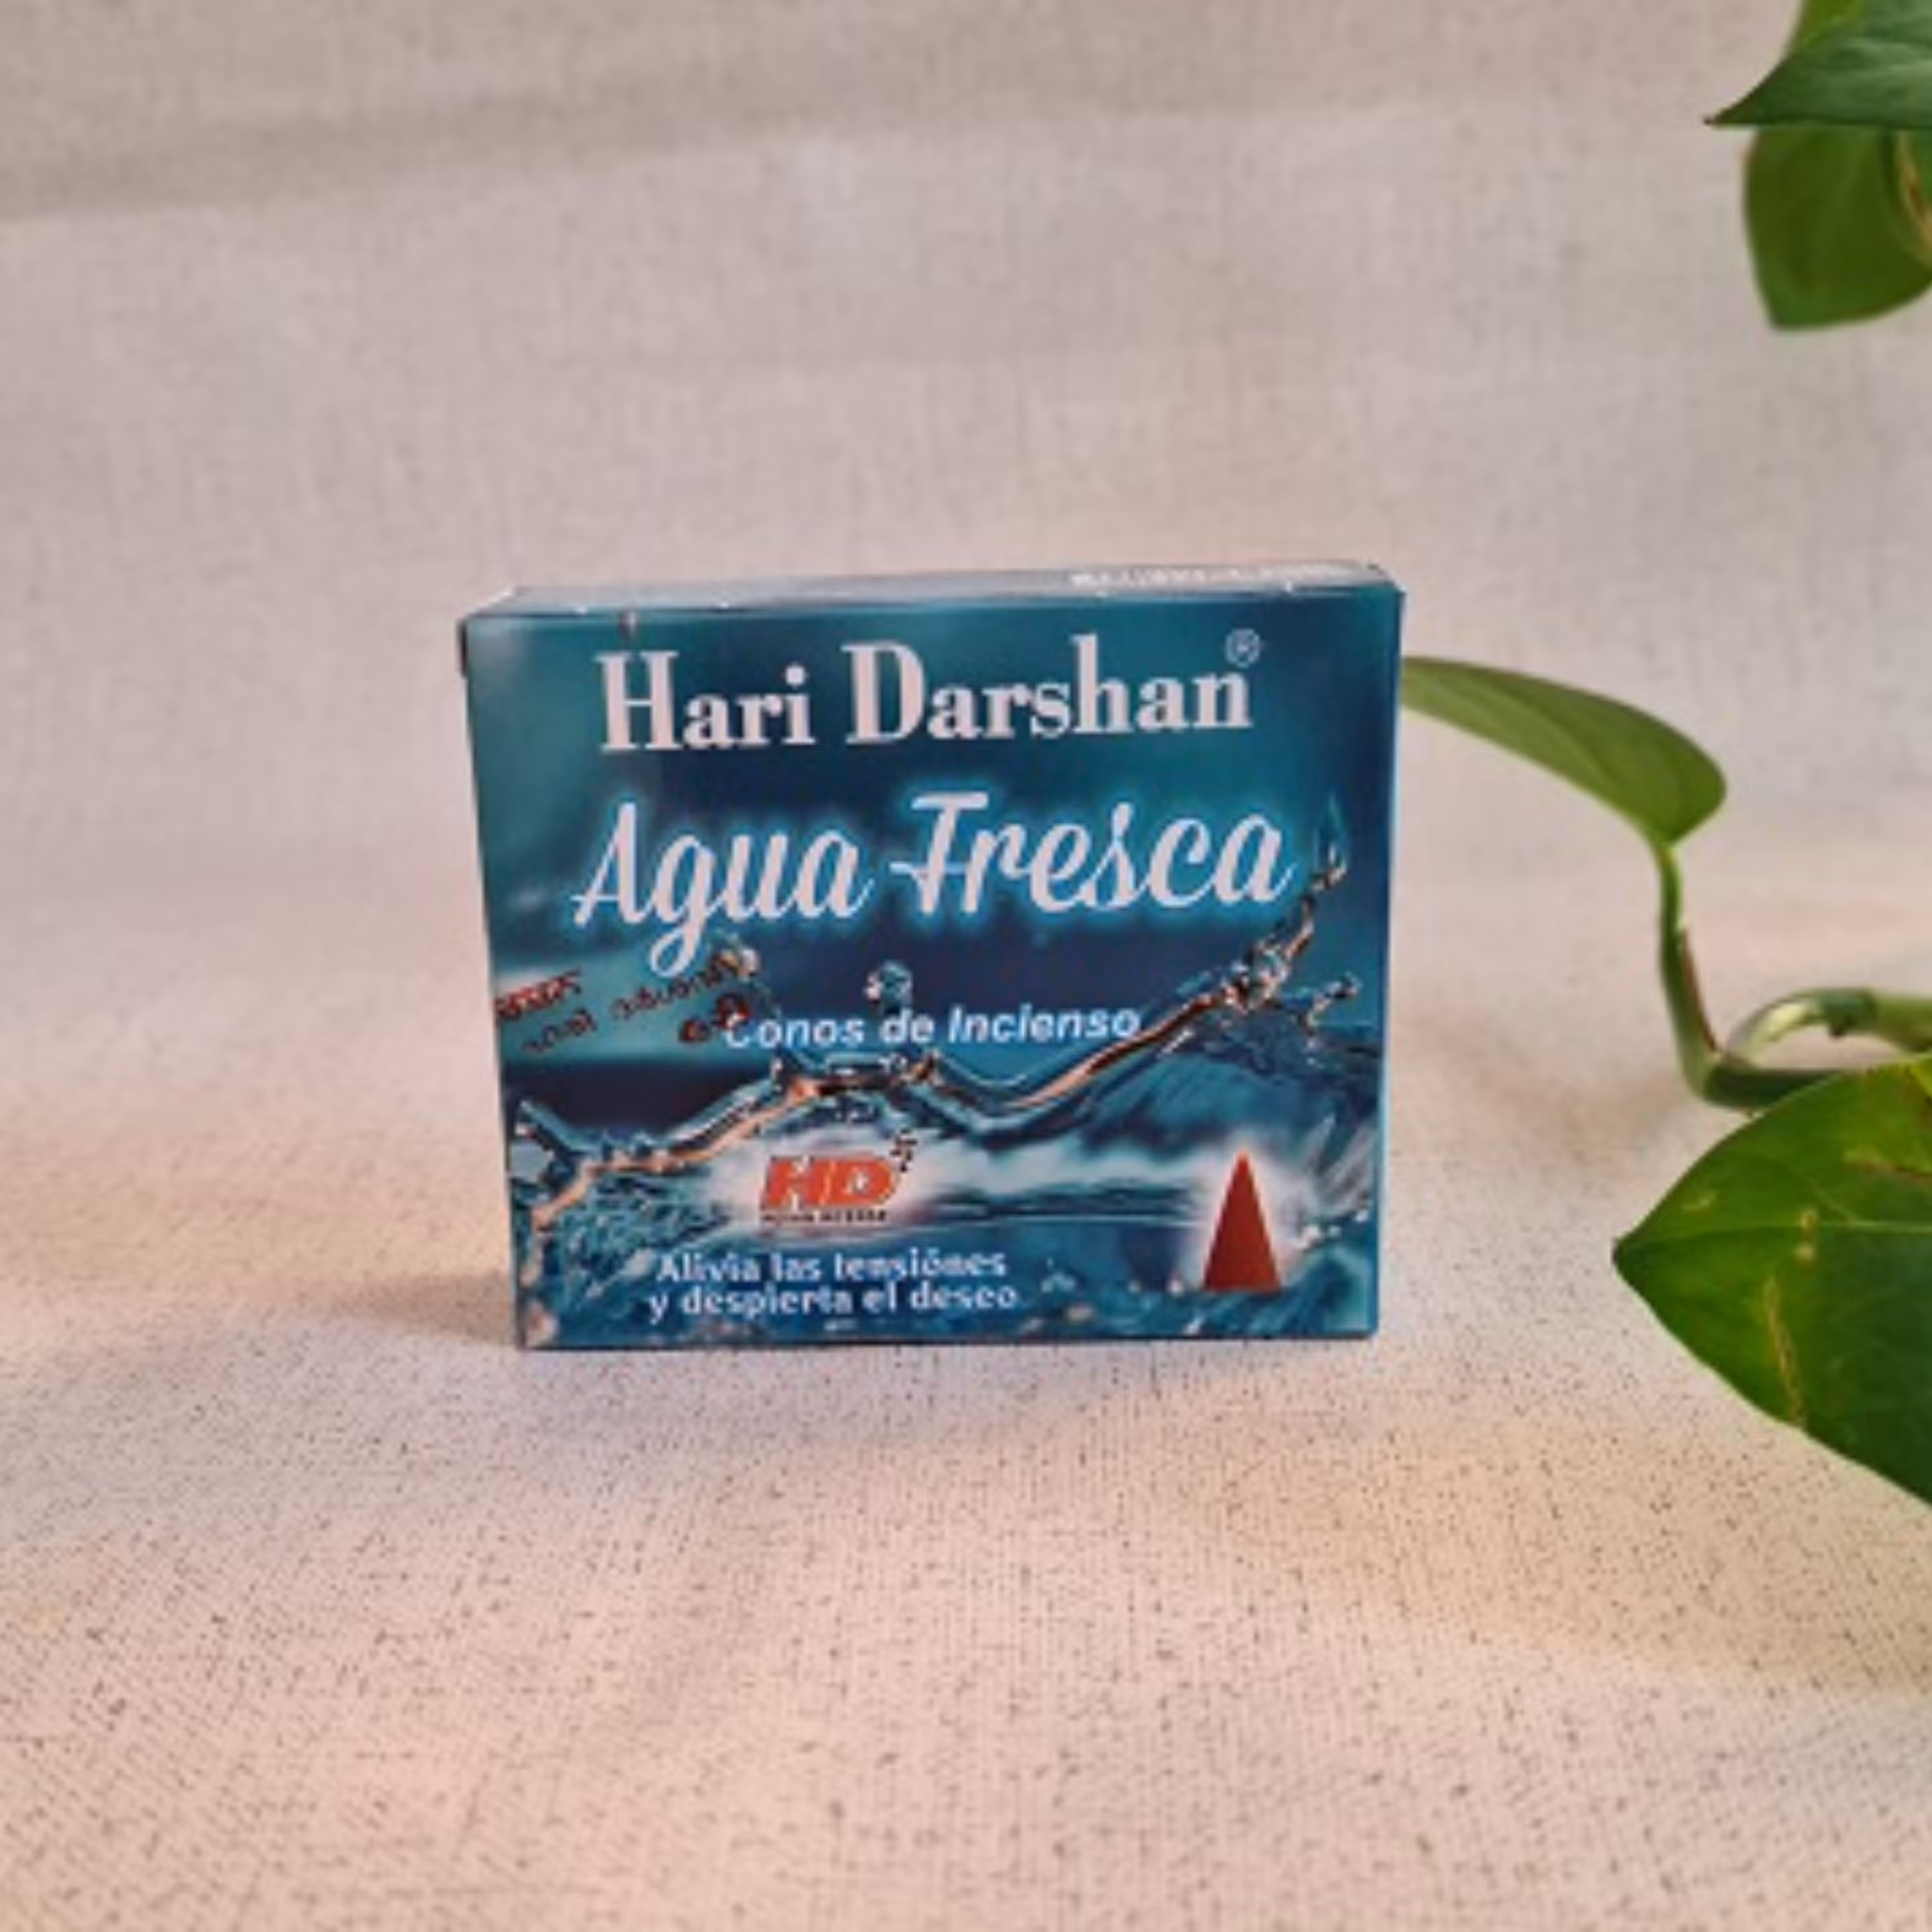 Hari Darshan®
Agua Fresca
Conos de Incienso
HD
Alivia las tensiónes
y despierta el deseo